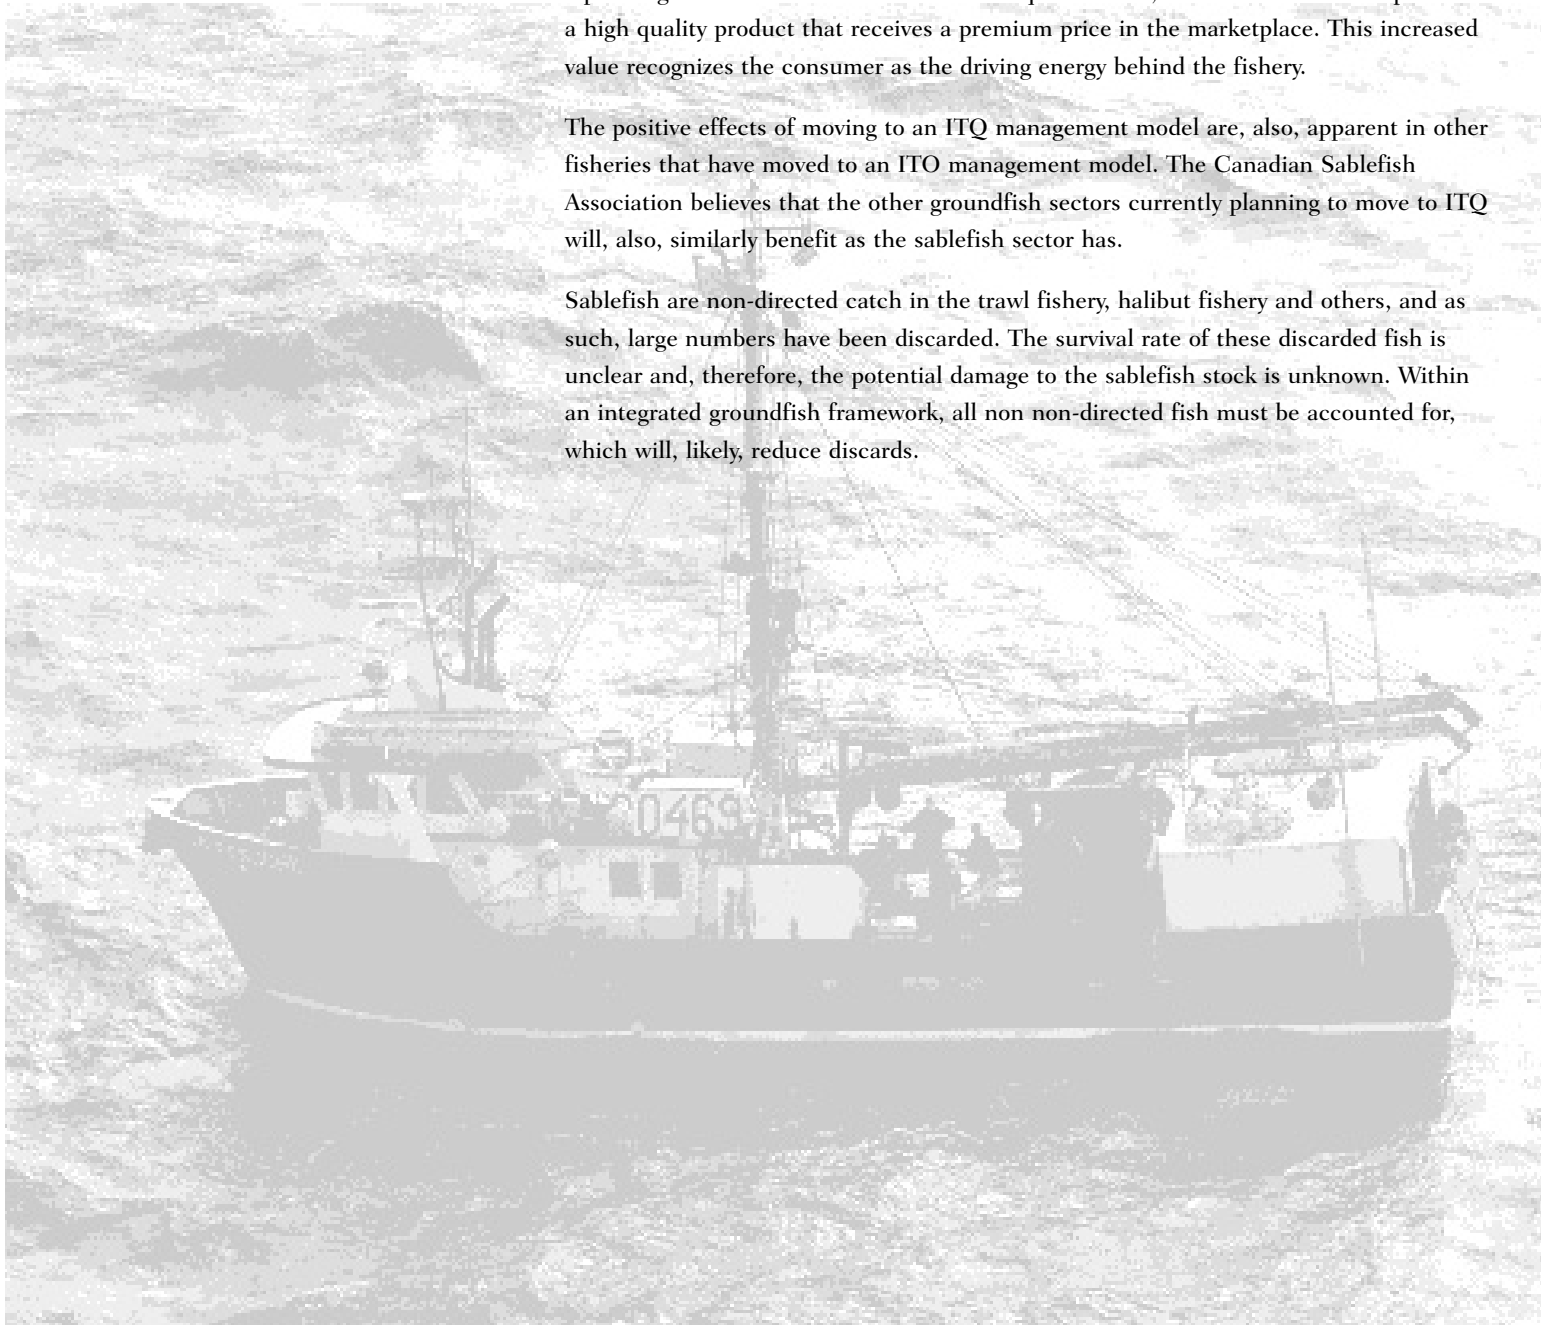 a high quality product that receives a premium price in the marketplace. This increased
value recognizes the consumer as the driving energy behind the fishery.
The positive effects of moving to an ITQ management model are, also, apparent in other
fisheries that have moved to an ITO management model. The Canadian Sablefish
Association believes that the other groundfish sectors currently planning to move to ITQ
will, also, similarly benefit as the sablefish sector has.
Sablefish are non-directed catch in the trawl fishery, halibut fishery and others, and as
such, large numbers have been discarded. The survival rate of these discarded fish is
unclear and, therefore, the potential damage to the sablefish stock is unknown. Within
an integrated groundfish framework, all non non-directed fish must be accounted for,
which will, likely, reduce discards.